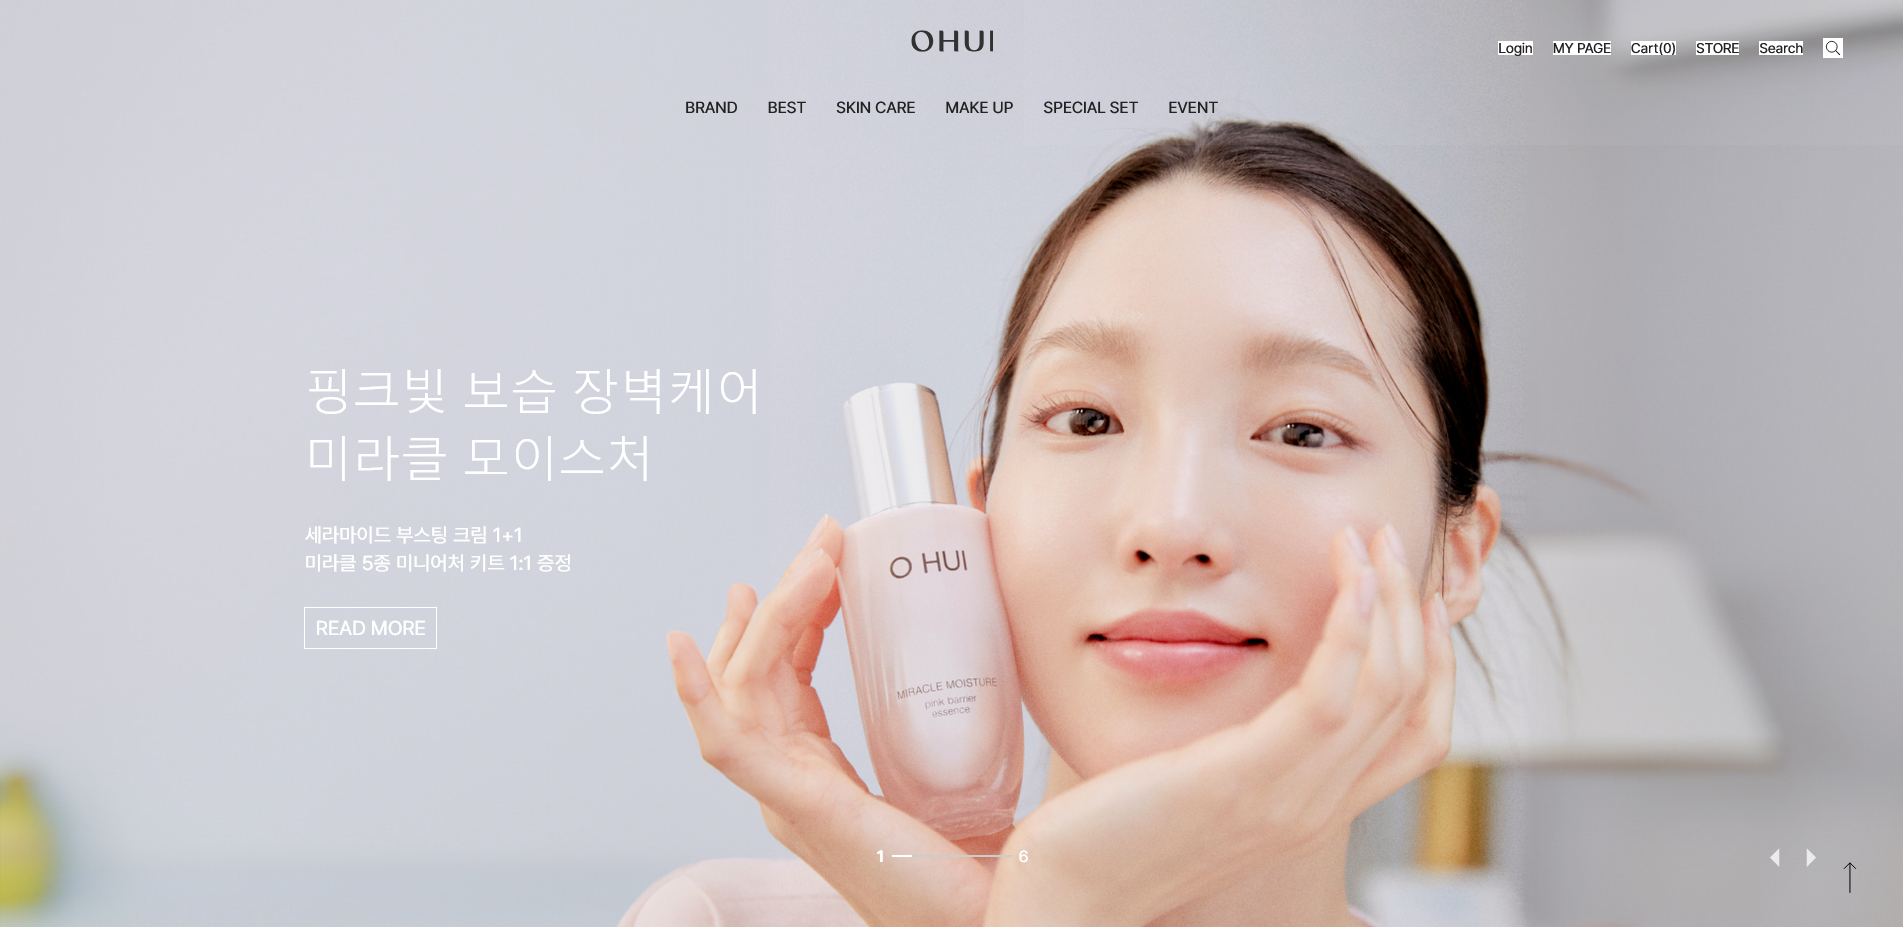 OHUI
Login MY PAGE Cart(0) STORE Search
BRAND BEST SKIN CARE MAKE UP SPECIAL SET EVENT
핑크빛 보습 장벽케어
미라클 모이스처
세라마이드 부스팅 크림 1+1
미라클 5종 미니어처 키트 1:1 증정
READ MORE
O HUI
MIRACLE MOISTURE
pink barrier
essence
1 6